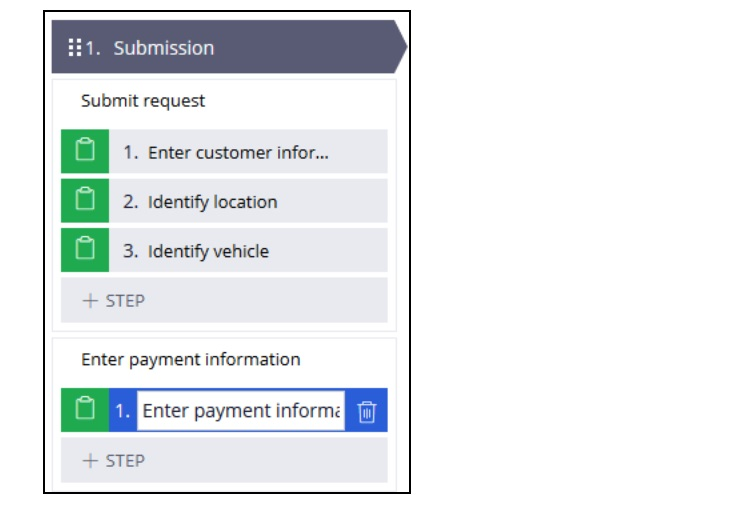 1. Submission
Submit request
1. Enter customer infor...
2. Identify location
3. Identify vehicle
+ STEP
Enter payment information
1. Enter payment informa
+ STEP